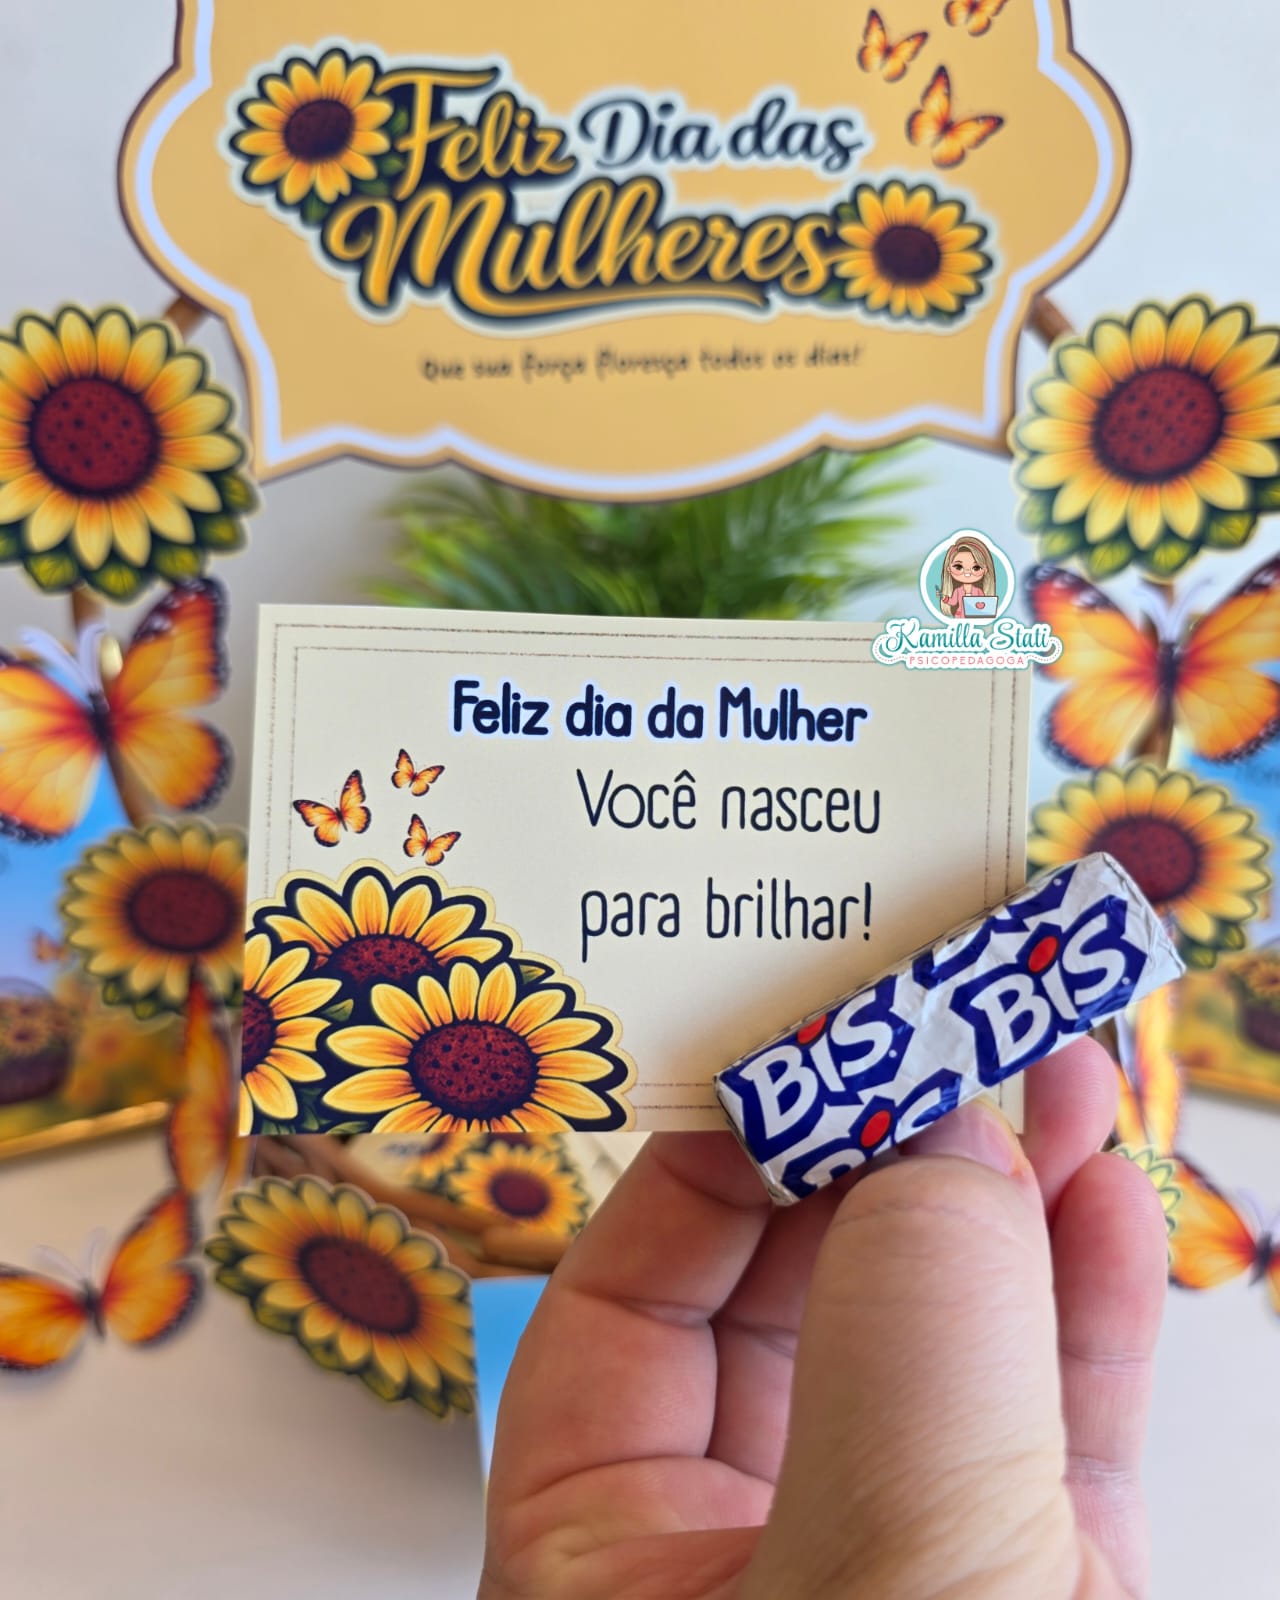 Feliz Dia das
Mulheres
Que sua força floresça todos os dias!
Kamilla Stati
PSICOPEDAGOGA
Feliz dia da Mulher
Você nasceu
para brilhar!
BiS
BiS
BiS